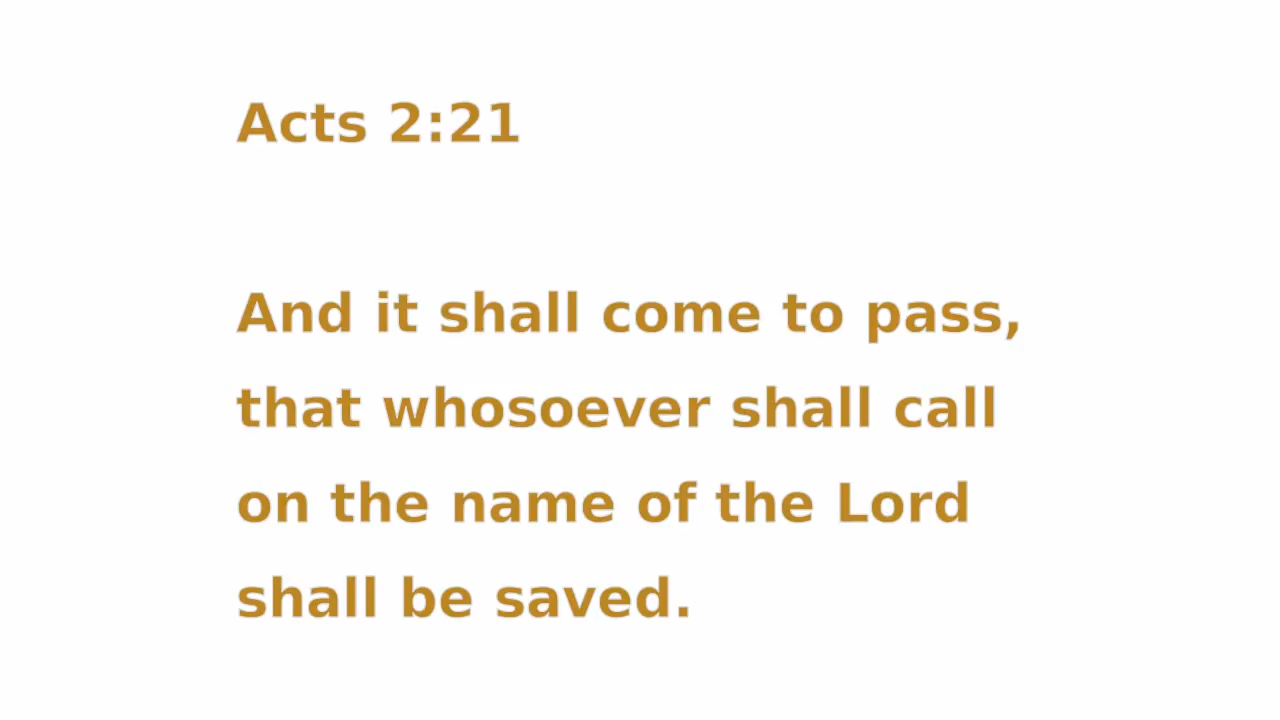 Acts 2:21
And it shall come to pass,
that whosoever shall call
on the name of the Lord
shall be saved.